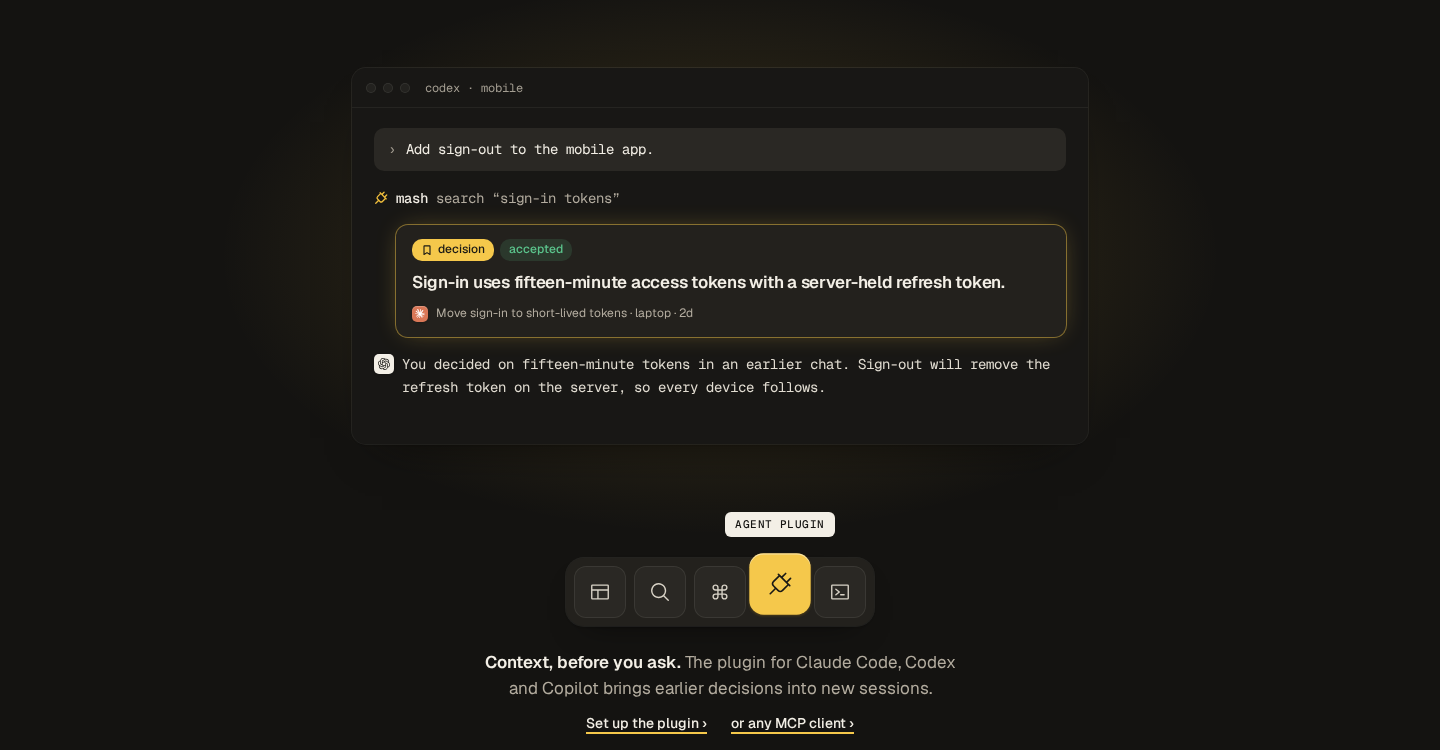 codex · mobile
› Add sign-out to the mobile app.
mash search “sign-in tokens”
decision accepted
Sign-in uses fifteen-minute access tokens with a server-held refresh token.
Move sign-in to short-lived tokens · laptop · 2d
You decided on fifteen-minute tokens in an earlier chat. Sign-out will remove the
refresh token on the server, so every device follows.
AGENT PLUGIN
Context, before you ask. The plugin for Claude Code, Codex
and Copilot brings earlier decisions into new sessions.
Set up the plugin › or any MCP client ›